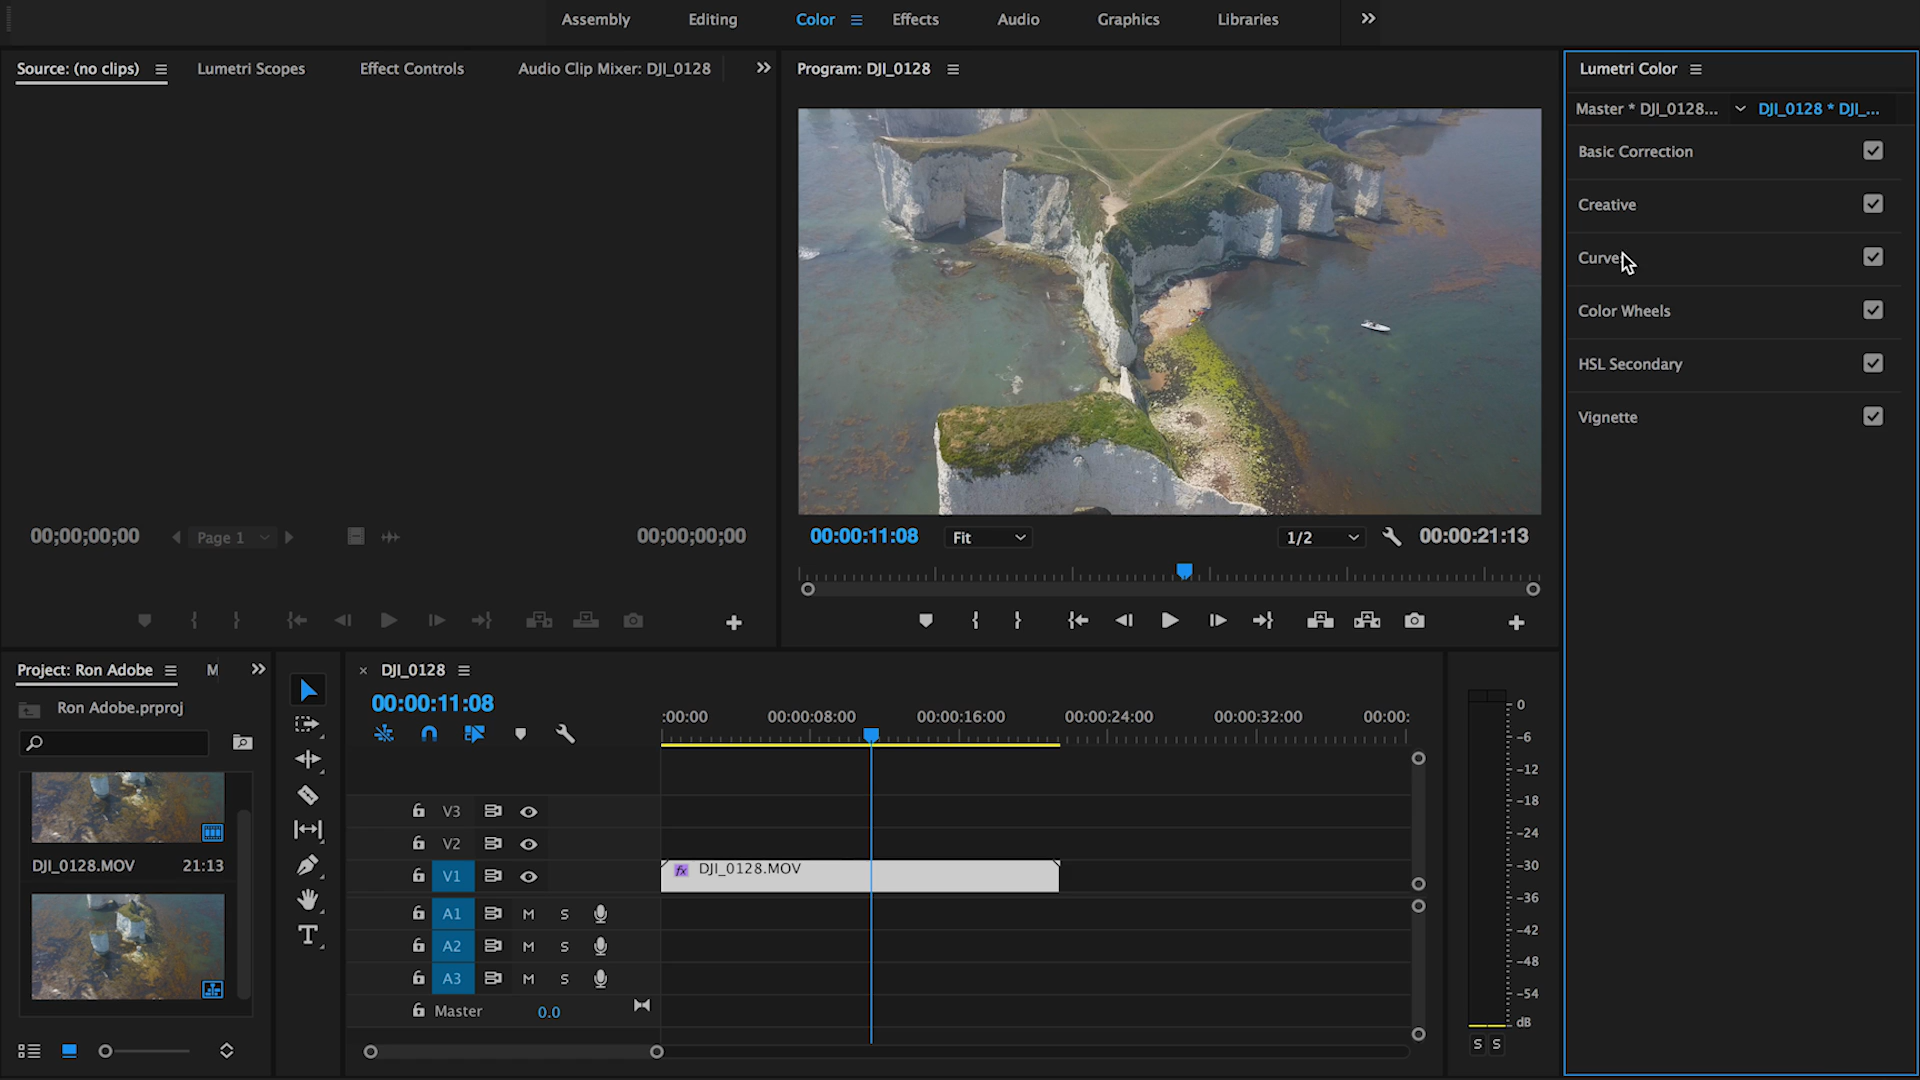 Assembly Editing Color Effects Audio Graphics Libraries
Source: (no clips) Lumetri Scopes Effect Controls Audio Clip Mixer: DJI_0128
Program: DJI_0128
Lumetri Color
Master * DJI_0128... DJI_0128 * DJI_...
Basic Correction
Creative
Curve
Color Wheels
HSL Secondary
Vignette
00;00;00;00 Page 1 00;00;00;00
00:00:11:08 Fit 1/2 00:00:21:13
Project: Ron Adobe M
Ron Adobe.prproj
DJI_0128.MOV 21:13
T
DJI_0128
00:00:11:08
:00:00 00:00:08:00 00:00:16:00 00:00:24:00 00:00:32:00 00:00:
V3
V2
V1 fx DJI_0128.MOV
A1 M S
A2 M S
A3 M S
Master 0.0
0
-6
-12
-18
-24
-30
-36
-42
-48
-54
dB
S S